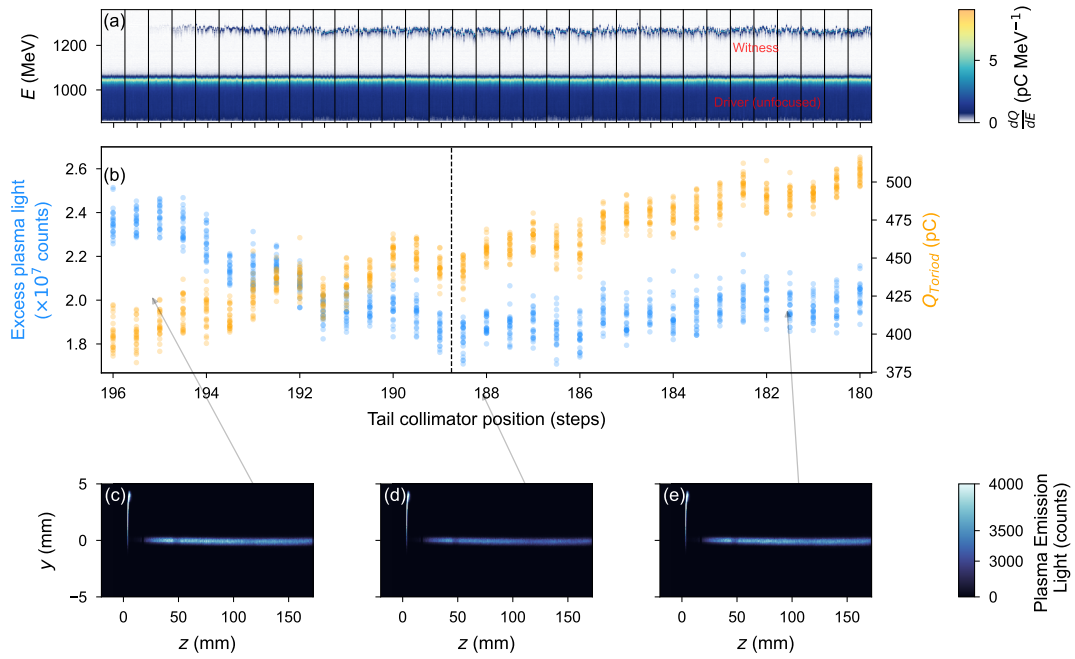 (a)
1200
1000
E (MeV)
Witness
Driver (unfocused)
5
0
dQ/dE (pC MeV⁻¹)
(b)
2.6
2.4
2.2
2.0
1.8
Excess plasma light
(×10⁷ counts)
500
475
450
425
400
375
Q_Toriod (pC)
196 194 192 190 188 186 184 182 180
Tail collimator position (steps)
(c) (d) (e)
5
0
−5
y (mm)
0 50 100 150 0 50 100 150 0 50 100 150
z (mm) z (mm) z (mm)
4000
3500
3000
0
Plasma Emission
Light (counts)